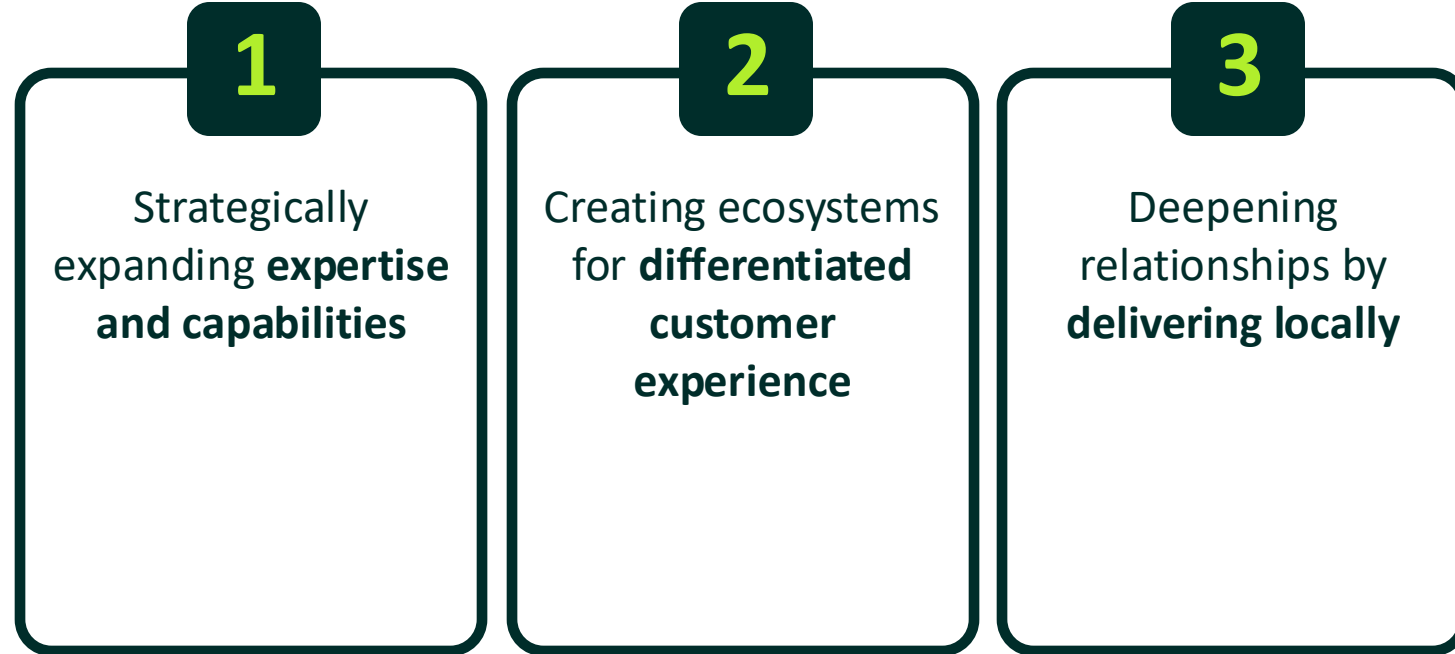 1
Strategically
expanding expertise
and capabilities
2
Creating ecosystems
for differentiated
customer
experience
3
Deepening
relationships by
delivering locally